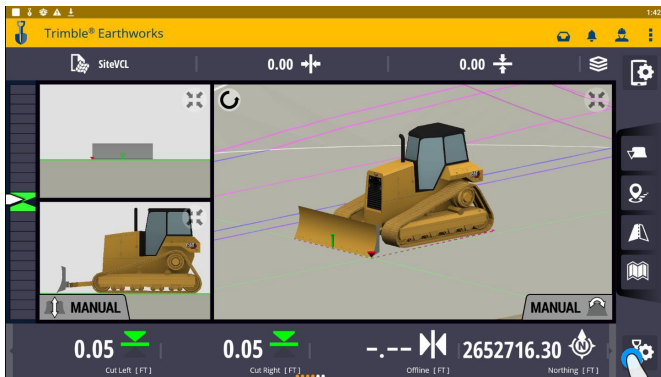 1:42
Trimble® Earthworks
SiteVCL
0.00
0.00
MANUAL
MANUAL
0.05
0.05
-.--
2652716.30
N
Cut Left [FT]
Cut Right [FT]
Offline [FT]
Northing [FT]